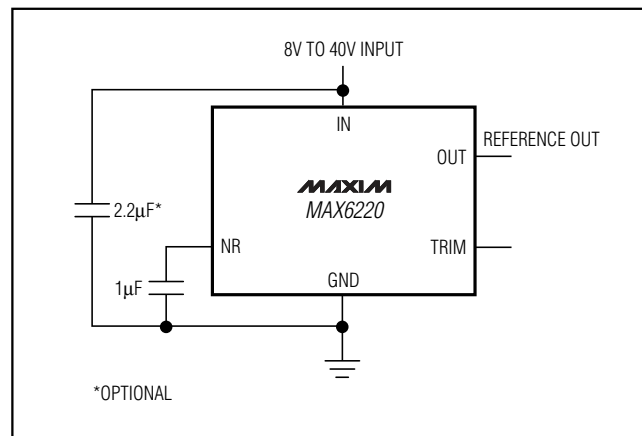 8V TO 40V INPUT
IN
REFERENCE OUT
OUT
MAXIM
MAX6220
2.2μF*
NR
TRIM
1μF
GND
*OPTIONAL